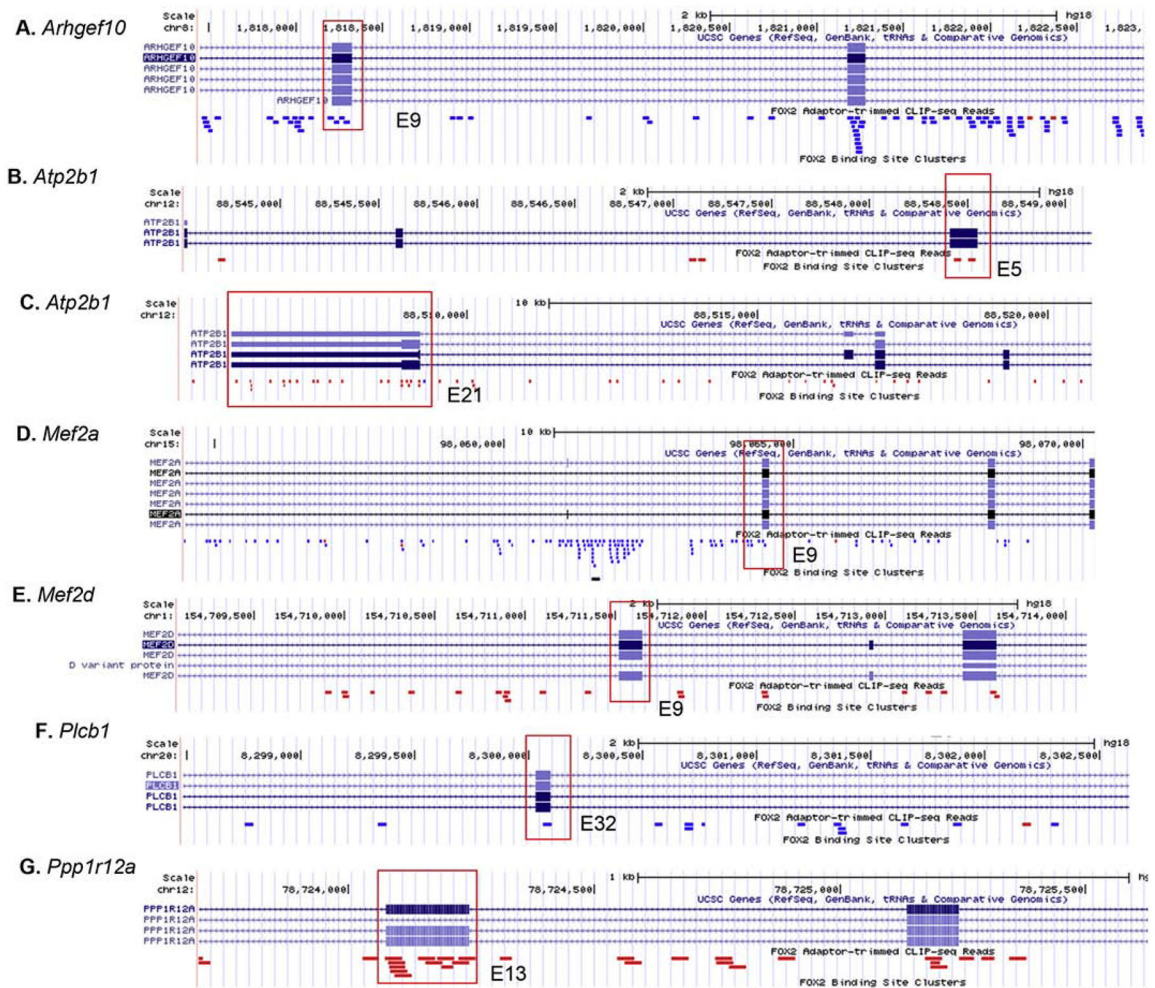 A. Arhgef10
Scale 2 kb hg18
chr8: 1,818,000 1,818,500 1,819,000 1,819,500 1,820,000 1,820,500 1,821,000 1,821,500 1,822,000 1,822,500 1,823,
UCSC Genes (RefSeq, GenBank, tRNAs & Comparative Genomics)
ARHGEF10
ARHGEF10
ARHGEF10
ARHGEF10
ARHGEF10
ARHGEF10
E9
FOX2 Adaptor-trimmed CLIP-seq Reads
FOX2 Binding Site Clusters
B. Atp2b1
Scale 2 kb hg18
chr12: 88,545,000 88,545,500 88,546,000 88,546,500 88,547,000 88,547,500 88,548,000 88,548,500 88,549,000
UCSC Genes (RefSeq, GenBank, tRNAs & Comparative Genomics)
ATP2B1
ATP2B1
ATP2B1
FOX2 Adaptor-trimmed CLIP-seq Reads
FOX2 Binding Site Clusters
E5
C. Atp2b1
Scale 10 kb
chr12: 88,510,000 88,515,000 88,520,000
UCSC Genes (RefSeq, GenBank, tRNAs & Comparative Genomics)
ATP2B1
ATP2B1
ATP2B1
ATP2B1
FOX2 Adaptor-trimmed CLIP-seq Reads
E21
FOX2 Binding Site Clusters
D. Mef2a
Scale 10 kb
chr15: 98,060,000 98,065,000 98,070,000
UCSC Genes (RefSeq, GenBank, tRNAs & Comparative Genomics)
MEF2A
MEF2A
MEF2A
MEF2A
MEF2A
MEF2A
MEF2A
FOX2 Adaptor-trimmed CLIP-seq Reads
E9
FOX2 Binding Site Clusters
E. Mef2d
Scale 2 kb hg18
chr1: 154,709,500 154,710,000 154,710,500 154,711,000 154,711,500 154,712,000 154,712,500 154,713,000 154,713,500 154,714,000
UCSC Genes (RefSeq, GenBank, tRNAs & Comparative Genomics)
MEF2D
MEF2D
MEF2D
D variant protein
MEF2D
FOX2 Adaptor-trimmed CLIP-seq Reads
E9
FOX2 Binding Site Clusters
F. Plcb1
Scale 2 kb hg18
chr20: 8,299,000 8,299,500 8,300,000 8,300,500 8,301,000 8,301,500 8,302,000 8,302,500
UCSC Genes (RefSeq, GenBank, tRNAs & Comparative Genomics)
PLCB1
PLCB1
PLCB1
PLCB1
E32
FOX2 Adaptor-trimmed CLIP-seq Reads
FOX2 Binding Site Clusters
G. Ppp1r12a
Scale 1 kb
chr12: 78,724,000 78,724,500 78,725,000 78,725,500
UCSC Genes (RefSeq, GenBank, tRNAs & Comparative Genomics)
PPP1R12A
PPP1R12A
PPP1R12A
PPP1R12A
FOX2 Adaptor-trimmed CLIP-seq Reads
E13
FOX2 Binding Site Clusters